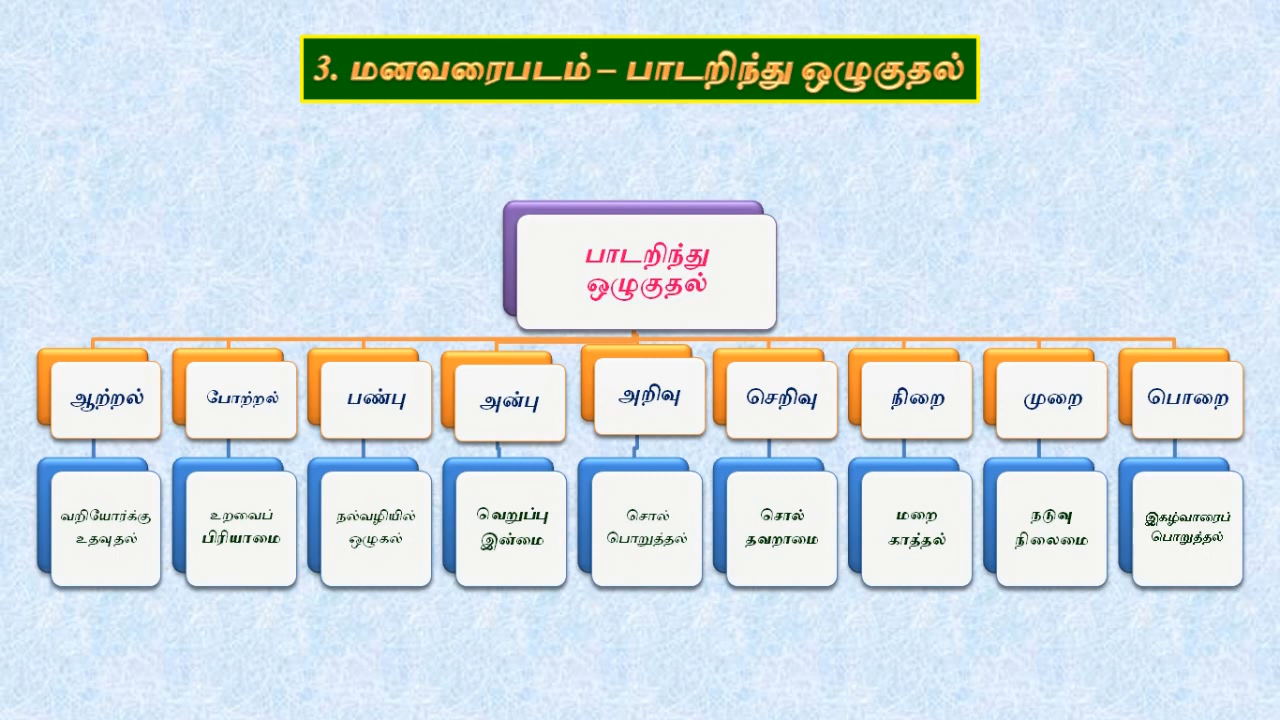 3. மனவரைபடம் – பாடறிந்து ஒழுகுதல்
பாடறிந்து
ஒழுகுதல்
ஆற்றல்
போற்றல்
பண்பு
அன்பு
அறிவு
செறிவு
நிறை
முறை
பொறை
வறியோர்க்கு
உதவுதல்
உறவைப்
பிரியாமை
நல்வழியில்
ஒழுகல்
வெறுப்பு
இன்மை
சொல்
பொறுத்தல்
சொல்
தவறாமை
மறை
காத்தல்
நடுவு
நிலைமை
இகழ்வாரைப்
பொறுத்தல்